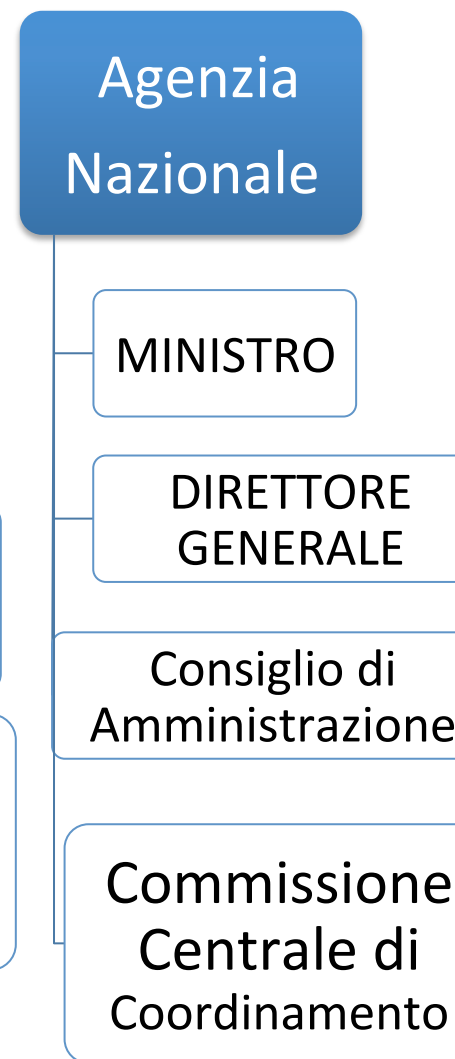 Agenzia
Nazionale
MINISTRO
DIRETTORE
GENERALE
Consiglio di
Amministrazione
Commissione
Centrale di
Coordinamento